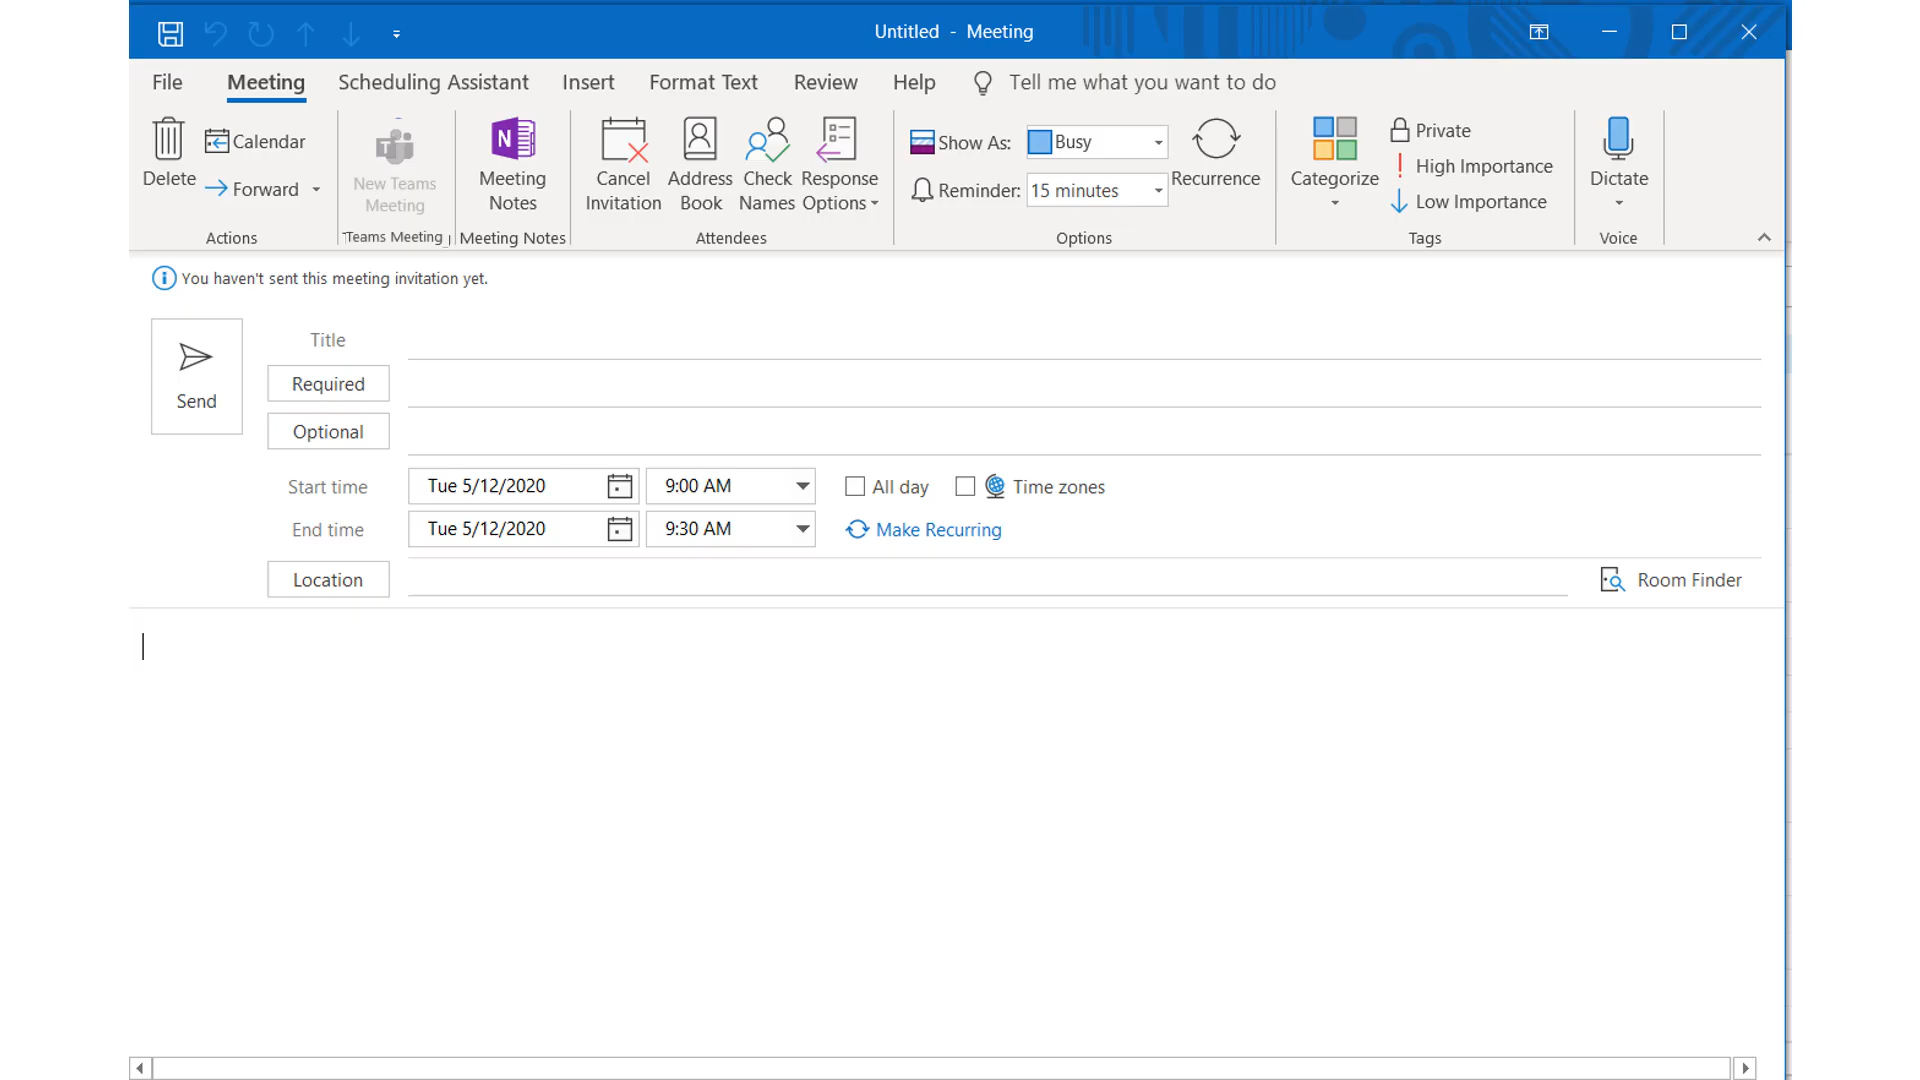 Untitled - Meeting
File Meeting Scheduling Assistant Insert Format Text Review Help Tell me what you want to do
Delete
Calendar
Forward
Actions
New Teams
Meeting
Teams Meeting
Meeting
Notes
Meeting Notes
Cancel
Invitation
Address
Book
Check
Names
Response
Options
Attendees
Show As: Busy
Reminder: 15 minutes
Recurrence
Options
Categorize
Private
High Importance
Low Importance
Tags
Dictate
Voice
You haven't sent this meeting invitation yet.
Send
Title
Required
Optional
Start time Tue 5/12/2020 9:00 AM All day Time zones
End time Tue 5/12/2020 9:30 AM Make Recurring
Location Room Finder